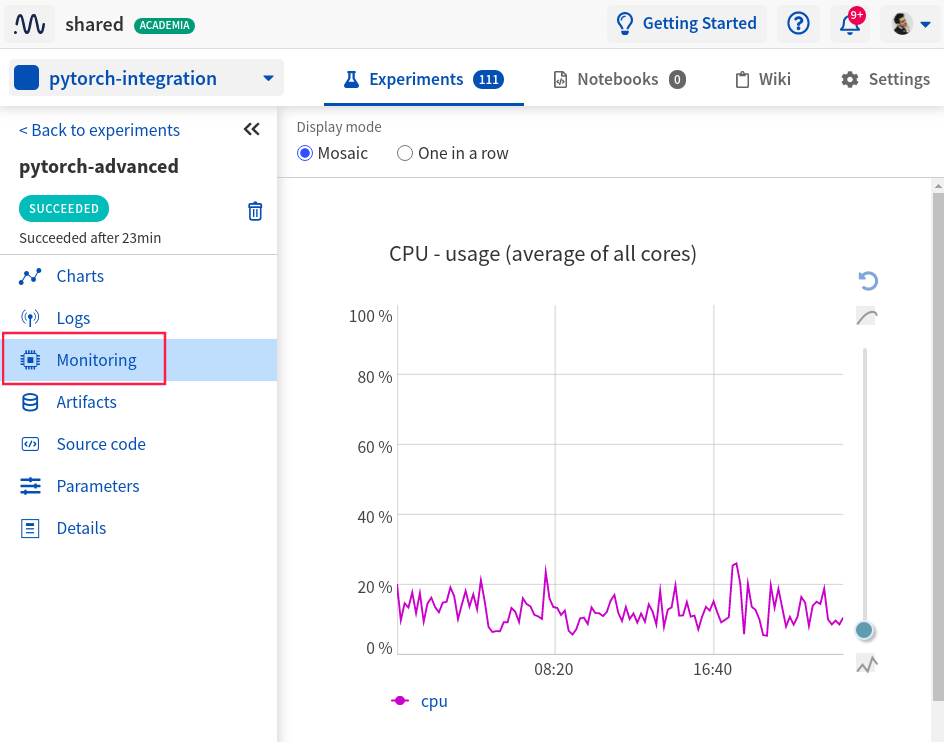 shared ACADEMIA
Getting Started
?
9+
pytorch-integration
Experiments 111
Notebooks 0
Wiki
Settings
< Back to experiments
pytorch-advanced
SUCCEEDED
Succeeded after 23min
Charts
Logs
Monitoring
Artifacts
Source code
Parameters
Details
Display mode
Mosaic
One in a row
CPU - usage (average of all cores)
100 %
80 %
60 %
40 %
20 %
0 %
08:20
16:40
cpu